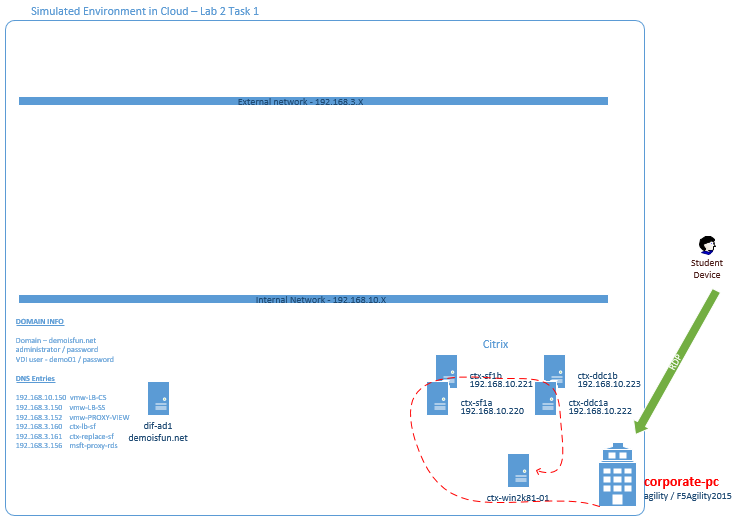 Simulated Environment in Cloud – Lab 2 Task 1
External network - 192.168.3.X
Student
Device
RDP
Internal Network - 192.168.10.X
DOMAIN INFO
Domain – demoisfun.net
administrator / password
VDI user - demo01 / password
DNS Entries
192.168.10.150 vmw-LB-CS
192.168.3.150 vmw-LB-SS
192.168.3.152 vmw-PROXY-VIEW
192.168.3.160 ctx-lb-sf
192.168.3.161 ctx-replace-sf
192.168.3.156 msft-proxy-rds
dif-ad1
demoisfun.net
Citrix
ctx-sf1b
192.168.10.221
ctx-ddc1b
192.168.10.223
ctx-sf1a
192.168.10.220
ctx-ddc1a
192.168.10.222
ctx-win2k81-01
corporate-pc
agility / F5Agility2015